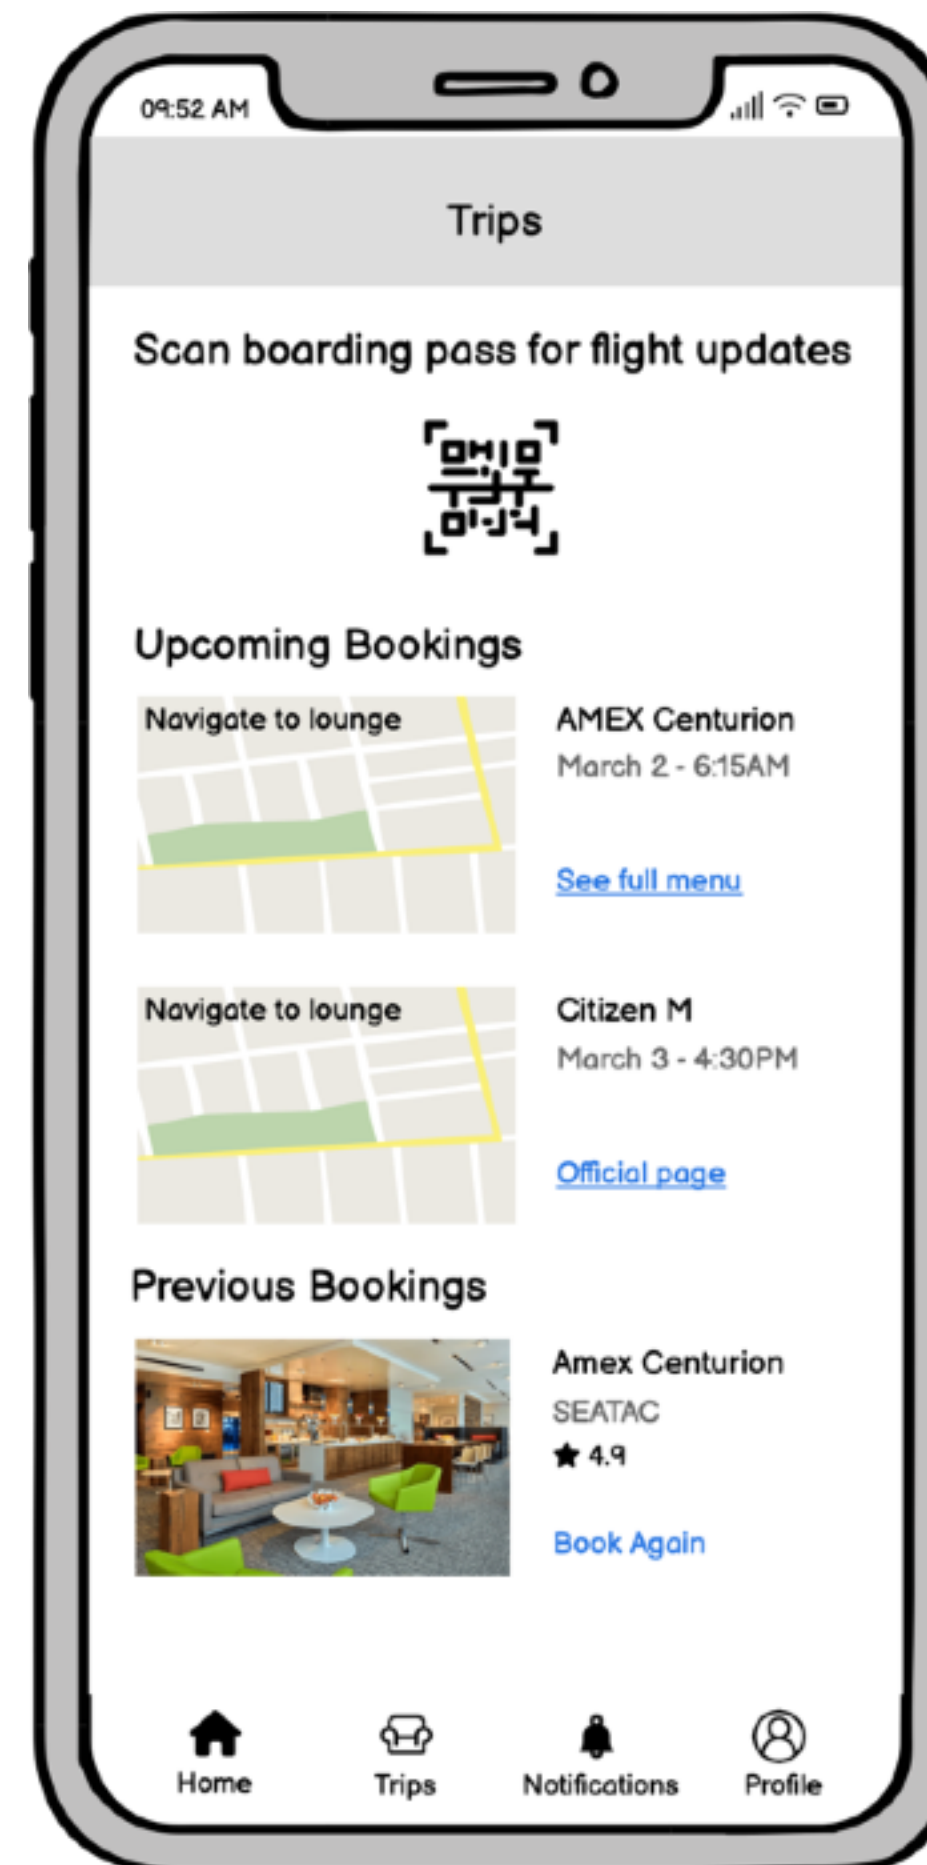 09:52 AM
Trips
Scan boarding pass for flight updates
Upcoming Bookings
Navigate to lounge
AMEX Centurion
March 2 - 6:15AM
See full menu
Navigate to lounge
Citizen M
March 3 - 4:30PM
Official page
Previous Bookings
Amex Centurion
SEATAC
★ 4.9
Book Again
Home Trips Notifications Profile